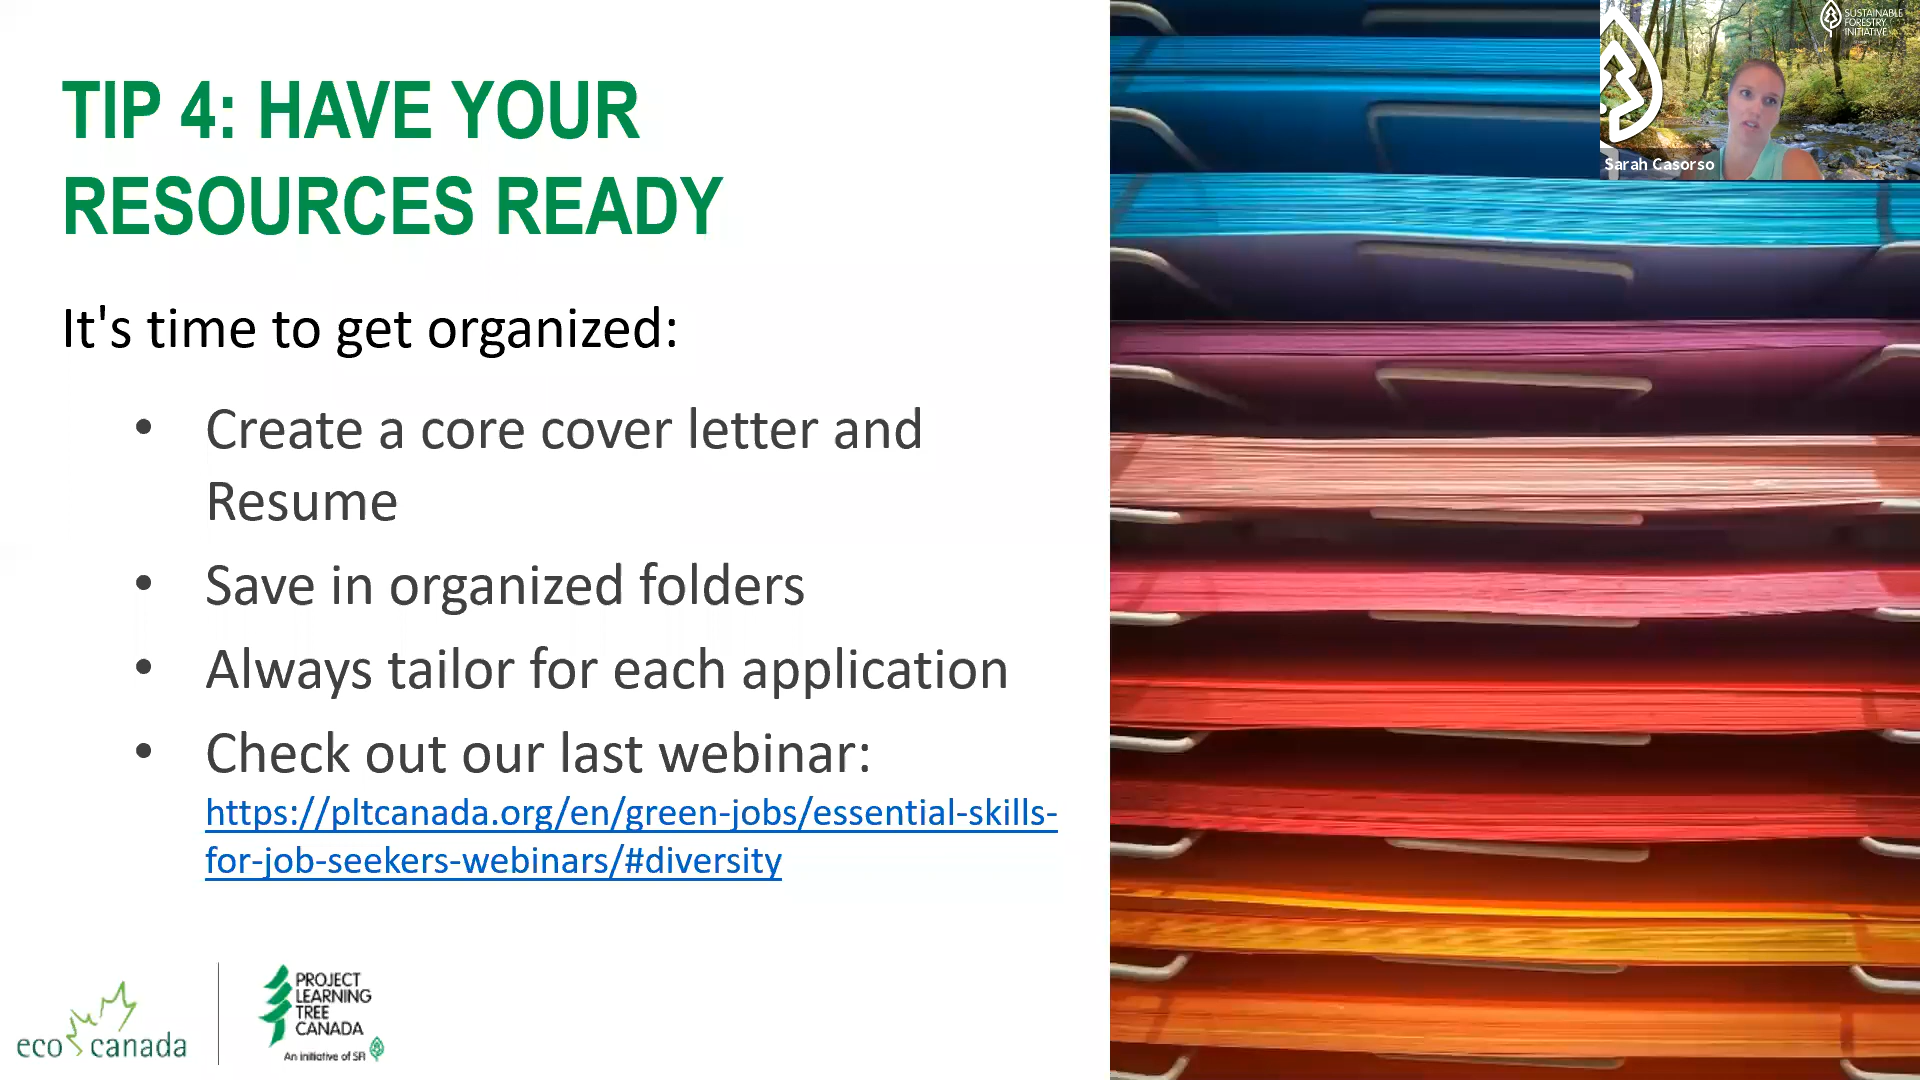 TIP 4: HAVE YOUR
RESOURCES READY
It's time to get organized:
• Create a core cover letter and
Resume
• Save in organized folders
• Always tailor for each application
• Check out our last webinar:
https://pltcanada.org/en/green-jobs/essential-skills-
for-job-seekers-webinars/#diversity
eco canada
PROJECT
LEARNING
TREE
CANADA
An initiative of SFI
SUSTAINABLE
FORESTRY
INITIATIVE
Sarah Casorso